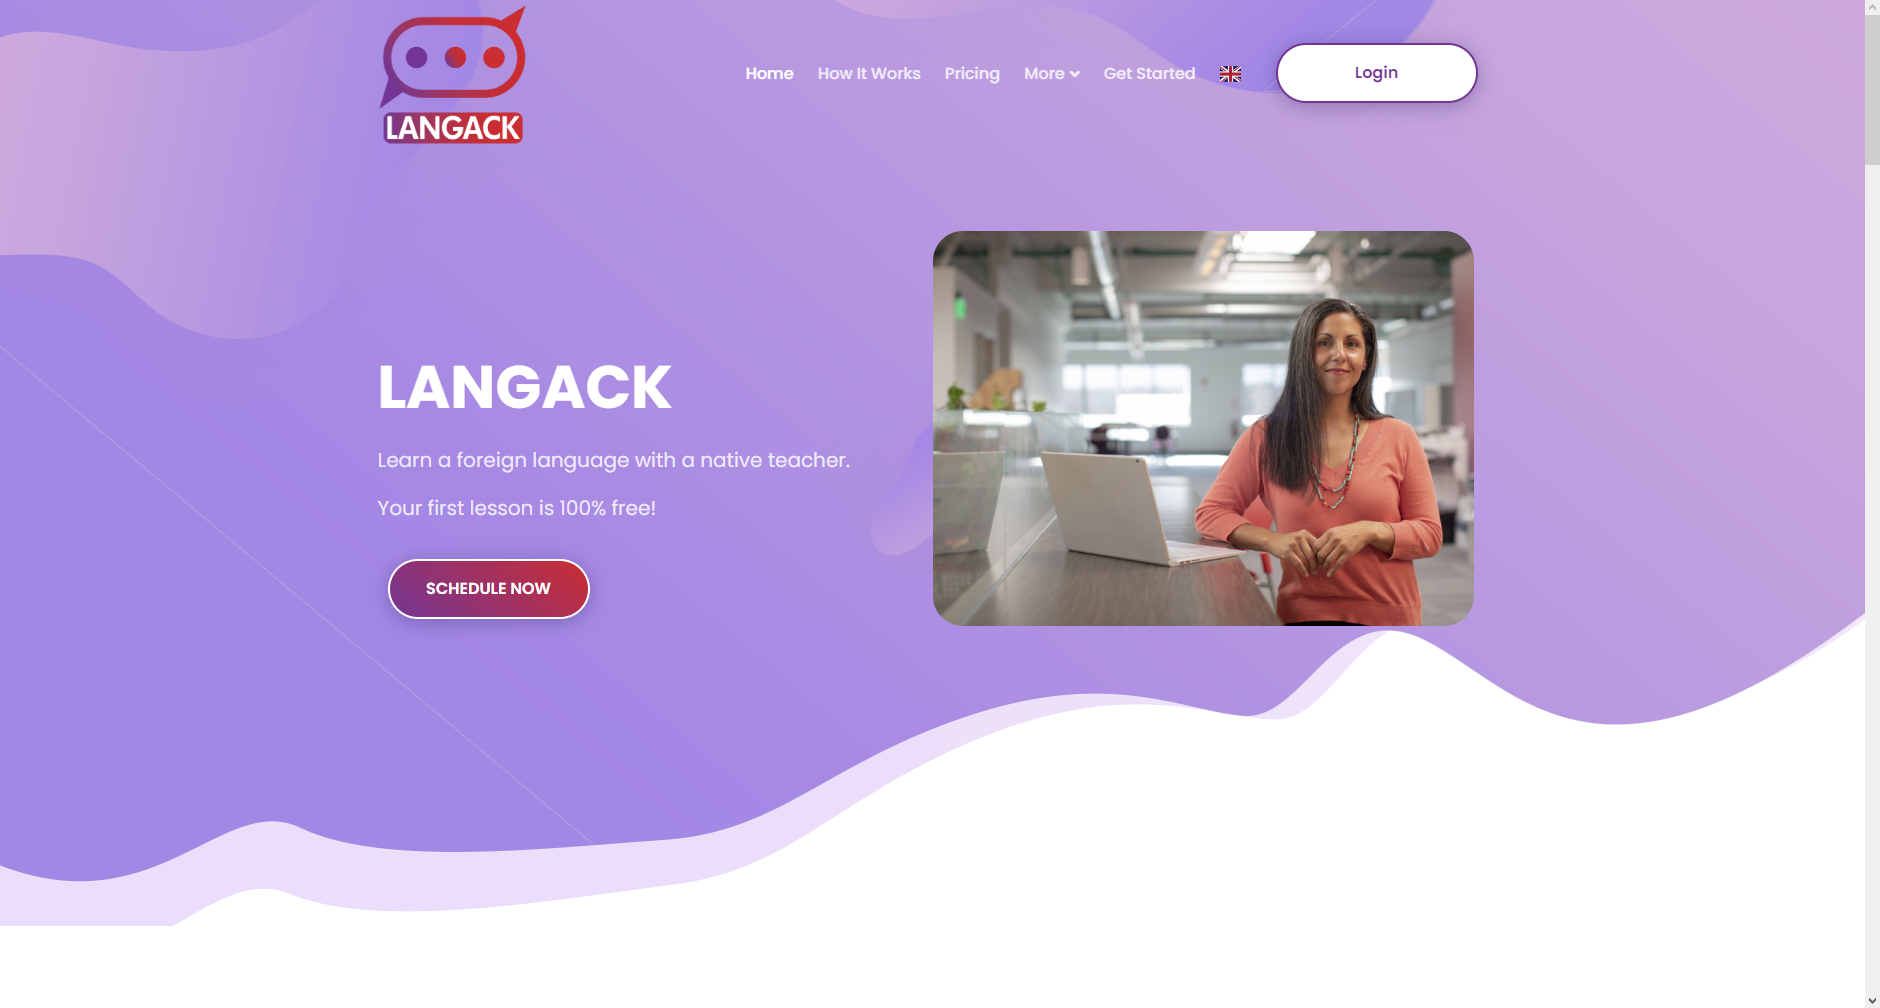 LANGACK
Home
How It Works
Pricing
More
Get Started
Login
LANGACK
Learn a foreign language with a native teacher.
Your first lesson is 100% free!
SCHEDULE NOW